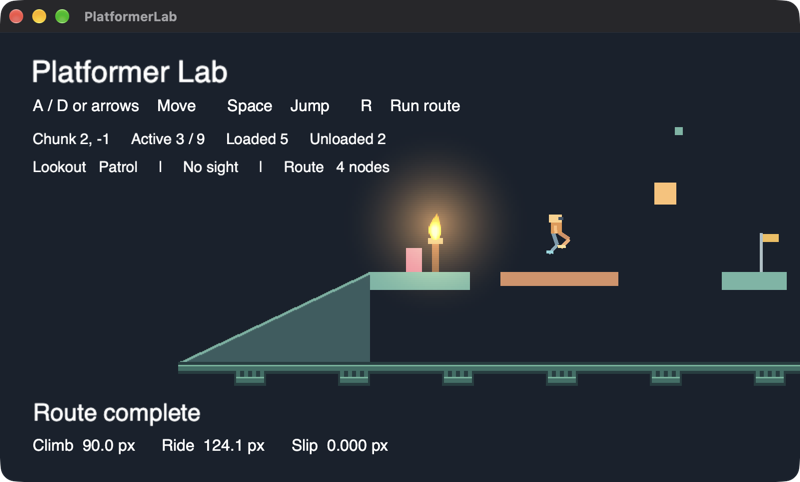 PlatformerLab
Platformer Lab
A / D or arrows Move Space Jump R Run route
Chunk 2, -1 Active 3 / 9 Loaded 5 Unloaded 2
Lookout Patrol | No sight | Route 4 nodes
Route complete
Climb 90.0 px Ride 124.1 px Slip 0.000 px